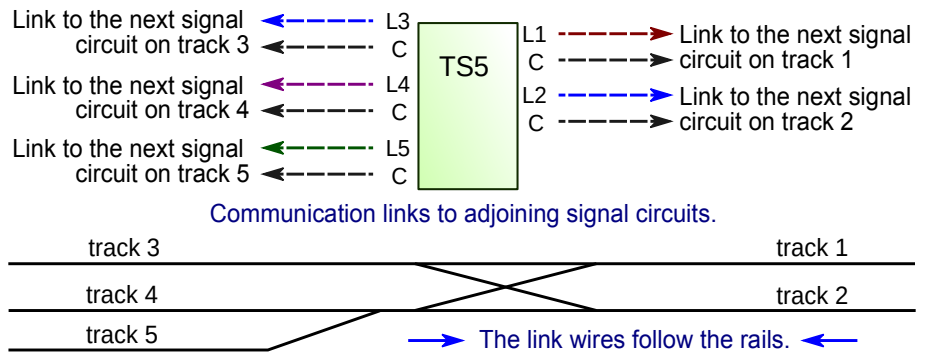 Link to the next signal
circuit on track 3
L3
C
Link to the next signal
circuit on track 4
L4
C
Link to the next signal
circuit on track 5
L5
C
TS5
L1
C
Link to the next signal
circuit on track 1
L2
C
Link to the next signal
circuit on track 2
Communication links to adjoining signal circuits.
track 3
track 1
track 4
track 2
track 5
The link wires follow the rails.